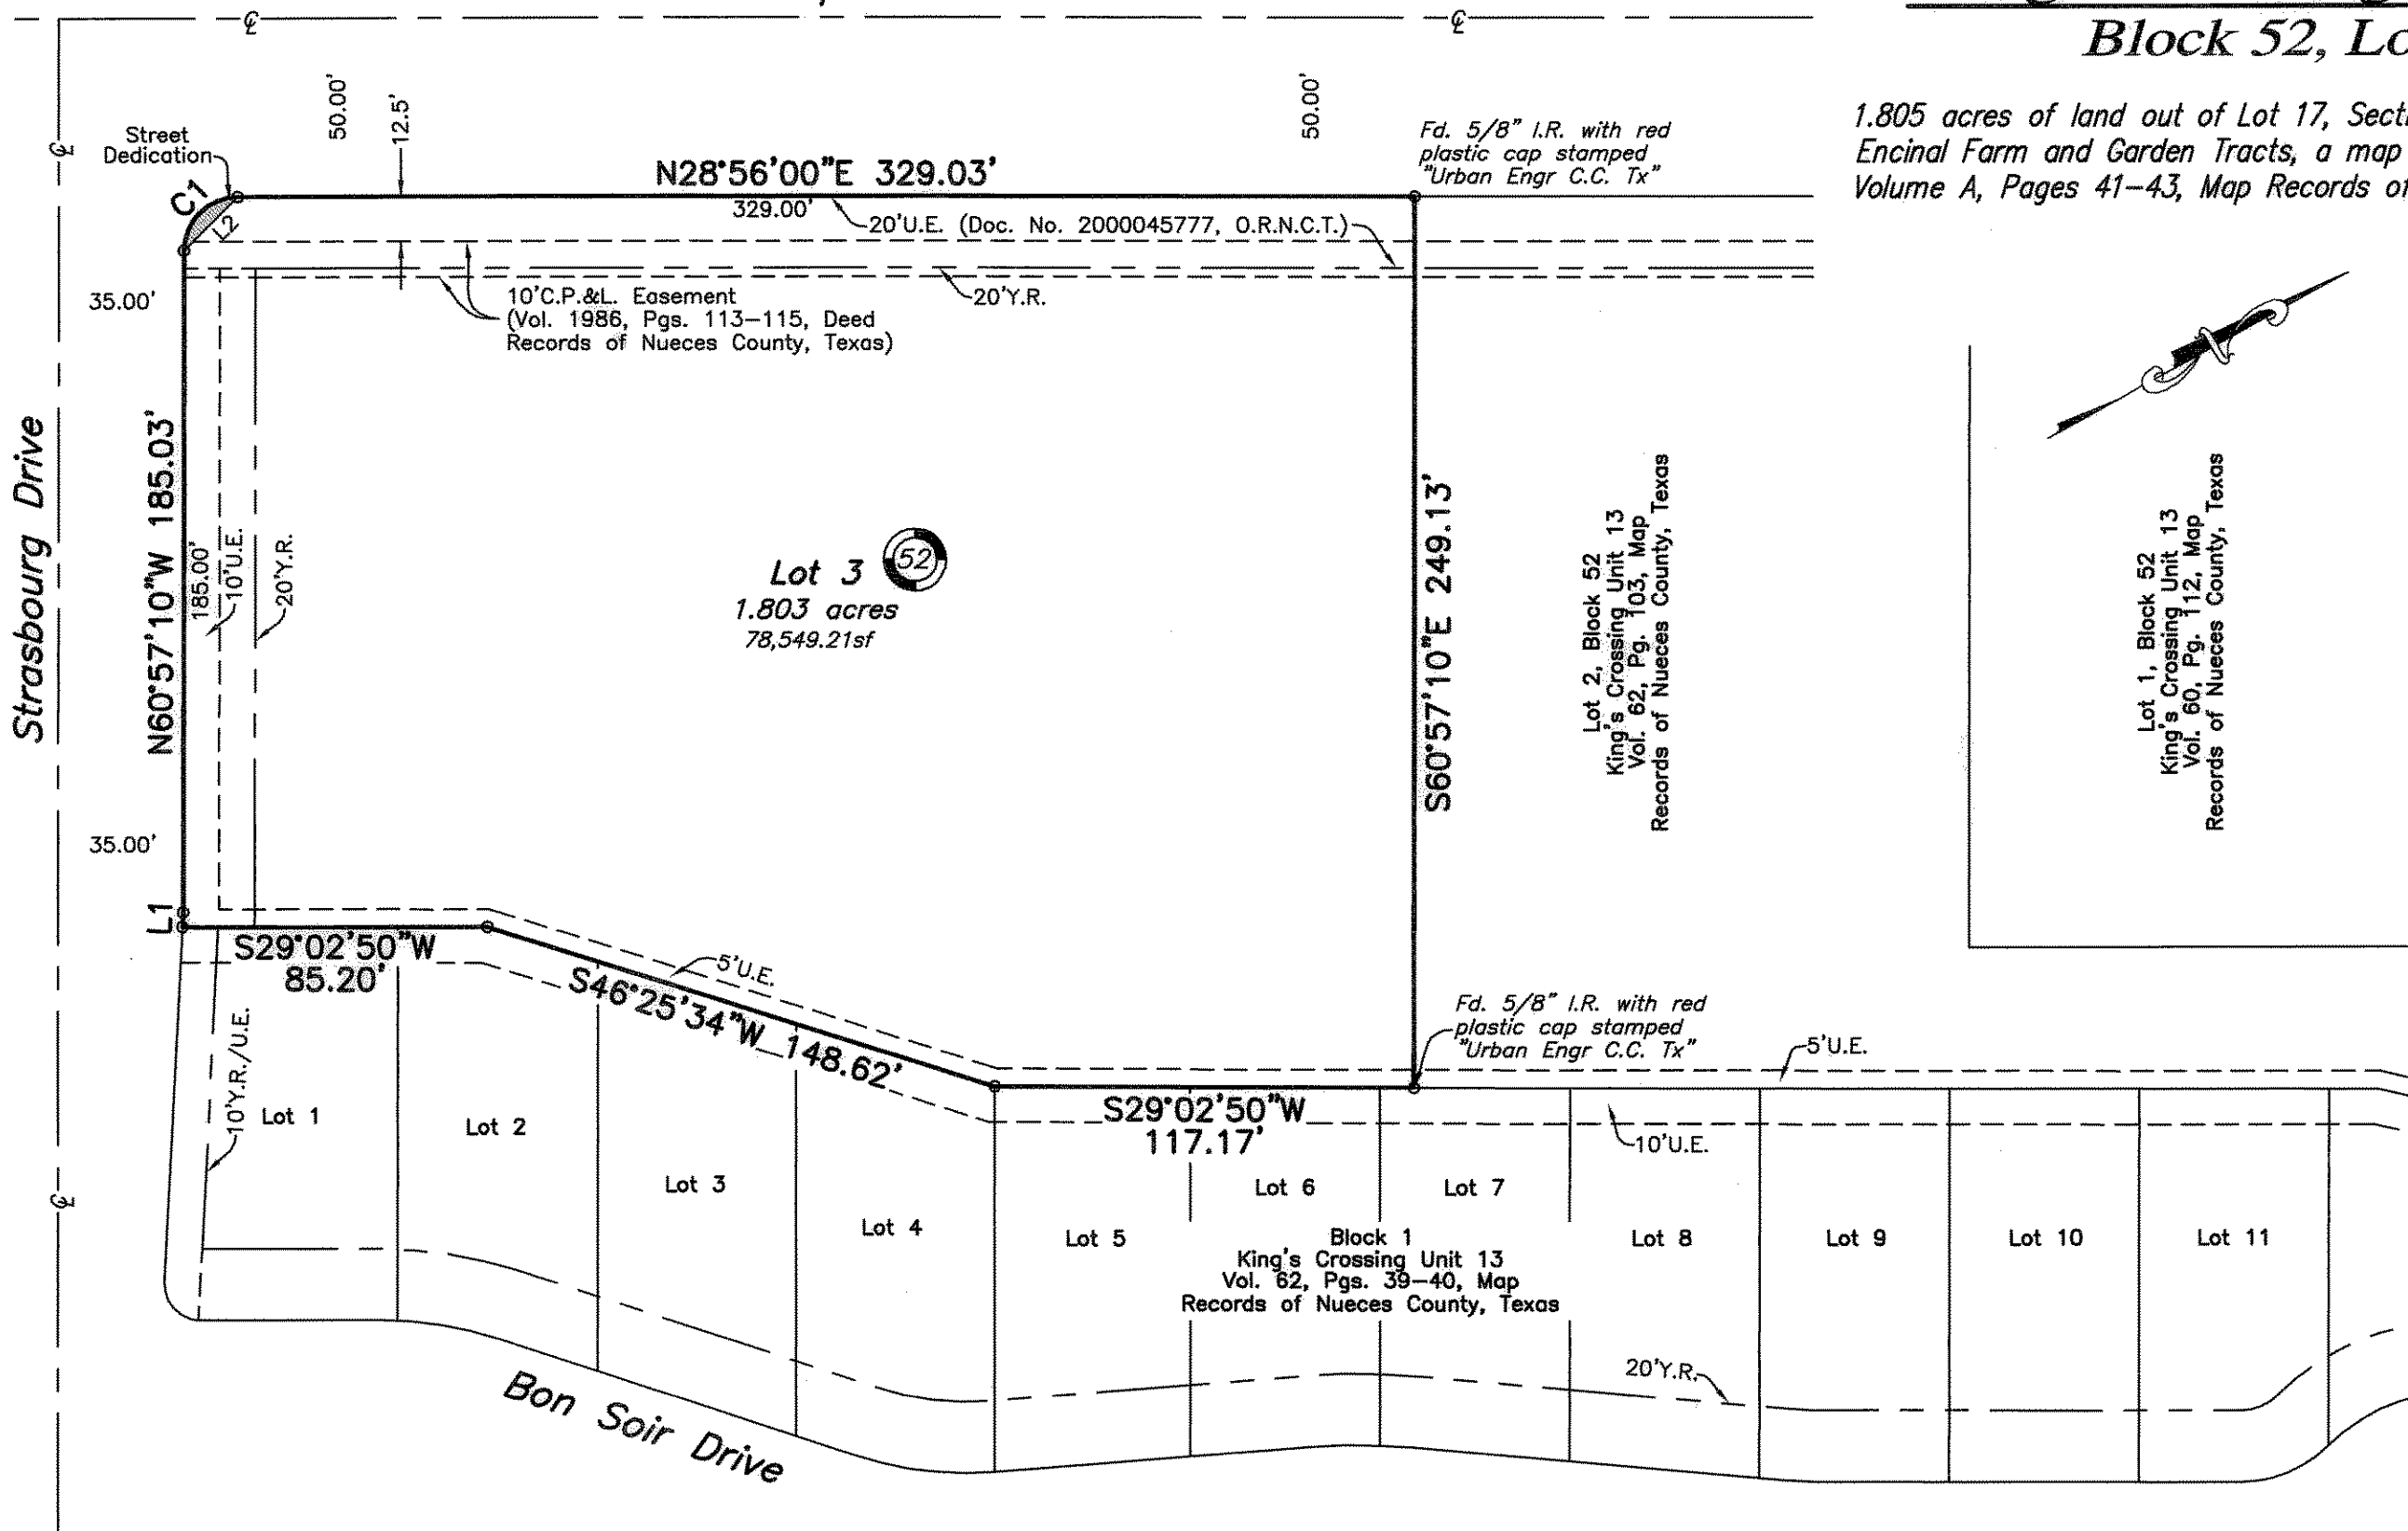 Block 52, Lo
1.805 acres of land out of Lot 17, Sect
Encinal Farm and Garden Tracts, a map
Volume A, Pages 41–43, Map Records of
Street
Dedication
50.00'
12.5'
50.00'
Fd. 5/8" I.R. with red
plastic cap stamped
"Urban Engr C.C. Tx"
C1
L2
N28°56'00"E 329.03'
329.00'
20'U.E. (Doc. No. 2000045777, O.R.N.C.T.)
20'Y.R.
10'C.P.&L. Easement
(Vol. 1986, Pgs. 113–115, Deed
Records of Nueces County, Texas)
35.00'
Strasbourg Drive
N60°57'10"W 185.03'
185.00'
10'U.E.
20'Y.R.
Lot 3
52
1.803 acres
78,549.21sf
S60°57'10"E 249.13'
Lot 2, Block 52
King's Crossing Unit 13
Vol. 62, Pg. 103, Map
Records of Nueces County, Texas
N
Lot 1, Block 52
King's Crossing Unit 13
Vol. 60, Pg. 112, Map
Records of Nueces County, Texas
35.00'
L1
S29°02'50"W
85.20'
S46°25'34"W 148.62'
5'U.E.
S29°02'50"W
117.17'
Fd. 5/8" I.R. with red
plastic cap stamped
"Urban Engr C.C. Tx"
5'U.E.
10'U.E.
10'Y.R./U.E.
Lot 1
Lot 2
Lot 3
Lot 4
Lot 5
Lot 6
Lot 7
Lot 8
Lot 9
Lot 10
Lot 11
Block 1
King's Crossing Unit 13
Vol. 62, Pgs. 39–40, Map
Records of Nueces County, Texas
20'Y.R.
Bon Soir Drive